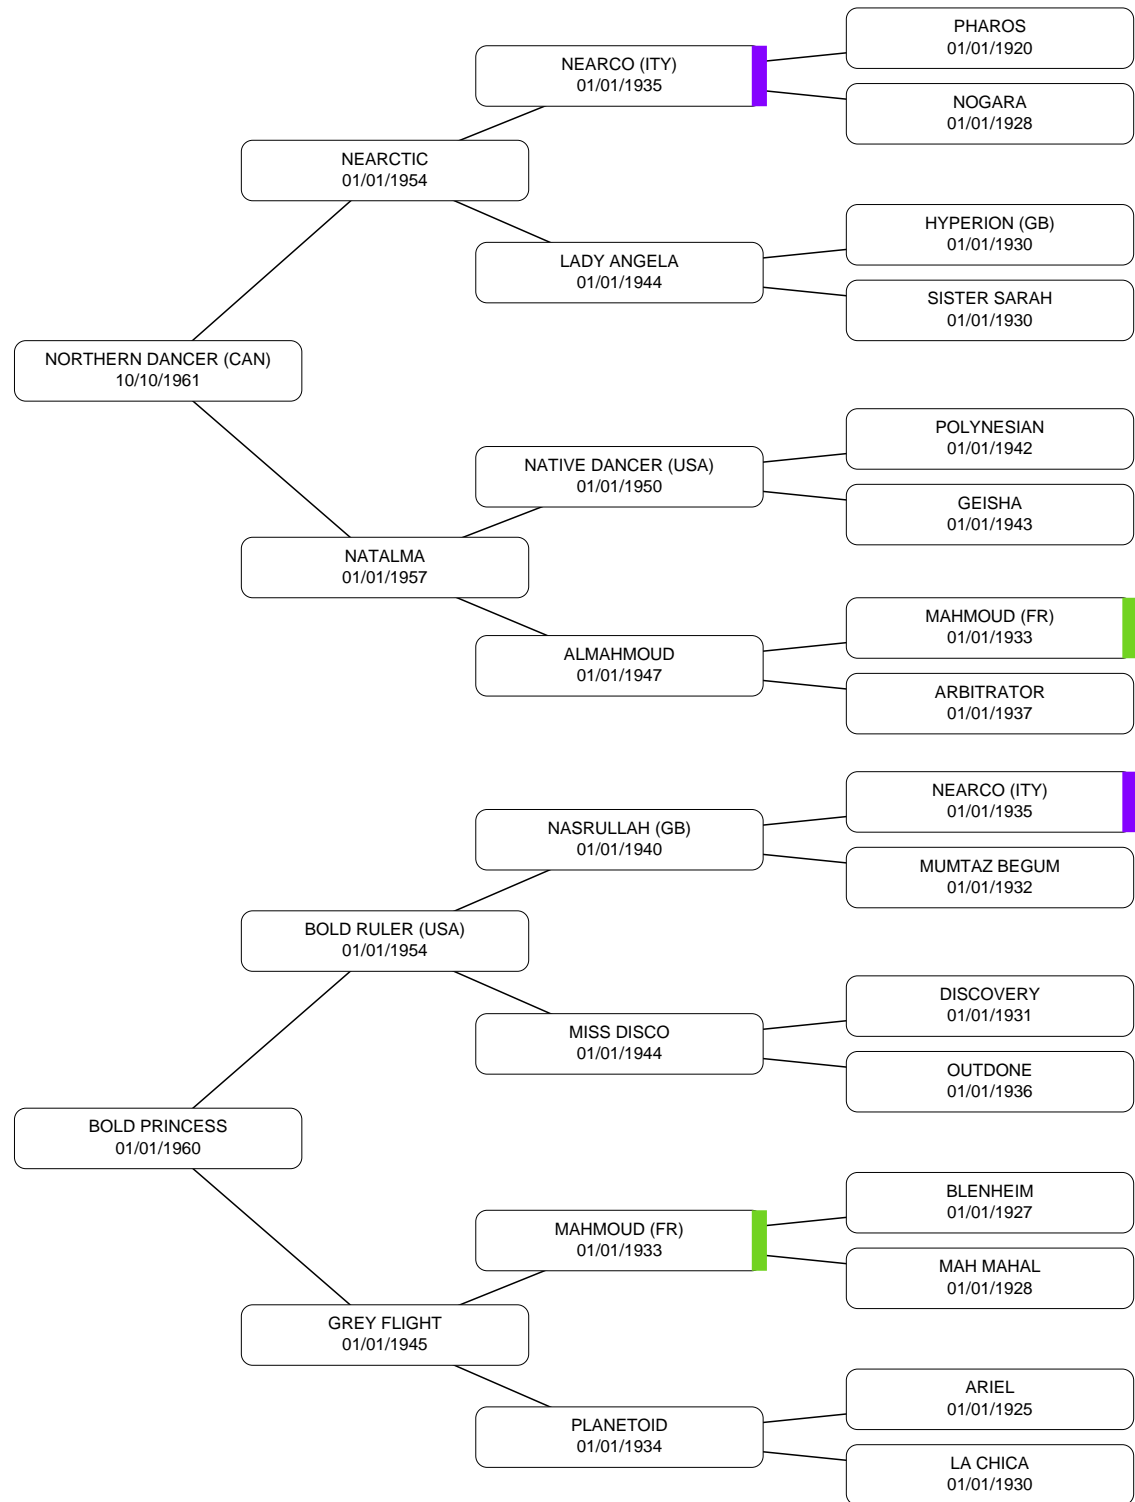 PHAROS
01/01/1920
NEARCO (ITY)
01/01/1935
NOGARA
01/01/1928
NEARCTIC
01/01/1954
HYPERION (GB)
01/01/1930
LADY ANGELA
01/01/1944
SISTER SARAH
01/01/1930
NORTHERN DANCER (CAN)
10/10/1961
POLYNESIAN
01/01/1942
NATIVE DANCER (USA)
01/01/1950
GEISHA
01/01/1943
NATALMA
01/01/1957
MAHMOUD (FR)
01/01/1933
ALMAHMOUD
01/01/1947
ARBITRATOR
01/01/1937
NEARCO (ITY)
01/01/1935
NASRULLAH (GB)
01/01/1940
MUMTAZ BEGUM
01/01/1932
BOLD RULER (USA)
01/01/1954
DISCOVERY
01/01/1931
MISS DISCO
01/01/1944
OUTDONE
01/01/1936
BOLD PRINCESS
01/01/1960
BLENHEIM
01/01/1927
MAHMOUD (FR)
01/01/1933
MAH MAHAL
01/01/1928
GREY FLIGHT
01/01/1945
ARIEL
01/01/1925
PLANETOID
01/01/1934
LA CHICA
01/01/1930